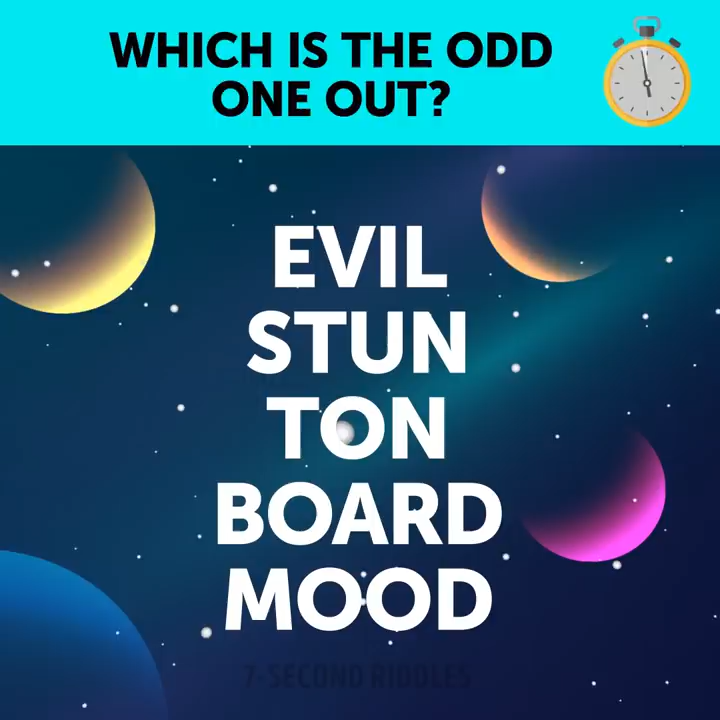 WHICH IS THE ODD
ONE OUT?
EVIL
STUN
TON
BOARD
MOOD
7-SECOND RIDDLES